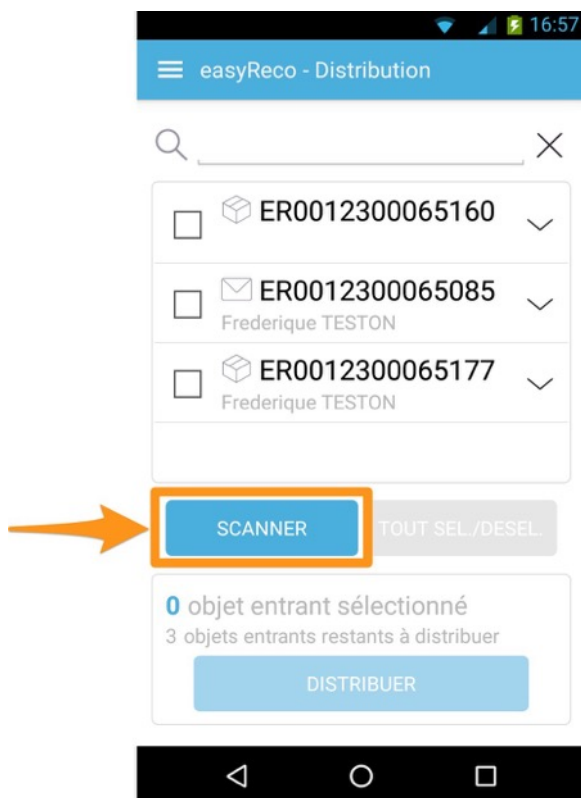 16:57
easyReco - Distribution
ER0012300065160
ER0012300065085
Frederique TESTON
ER0012300065177
Frederique TESTON
SCANNER
TOUT SEL./DESEL.
0 objet entrant sélectionné
3 objets entrants restants à distribuer
DISTRIBUER